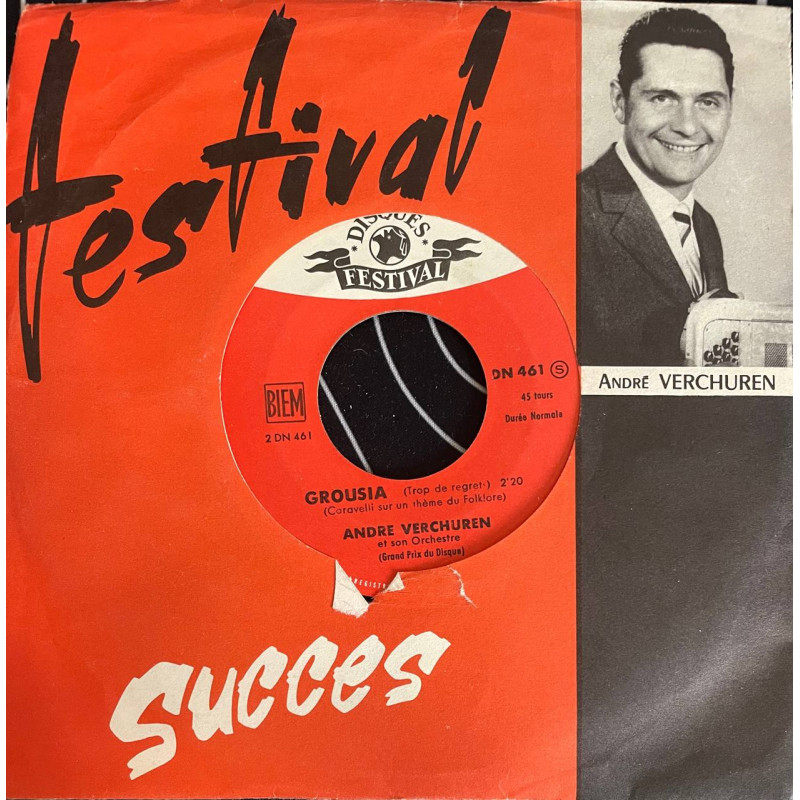 festival
DISQUES
FESTIVAL
BIEM
2 DN 461
DN 461 S
45 tours
Durée Normale
GROUSIA (Trop de regret) 2'20
(Caravelli sur un thème du Folklore)
ANDRE VERCHUREN
et son Orchestre
(Grand Prix du Disque)
ANDRÉ VERCHUREN
succes